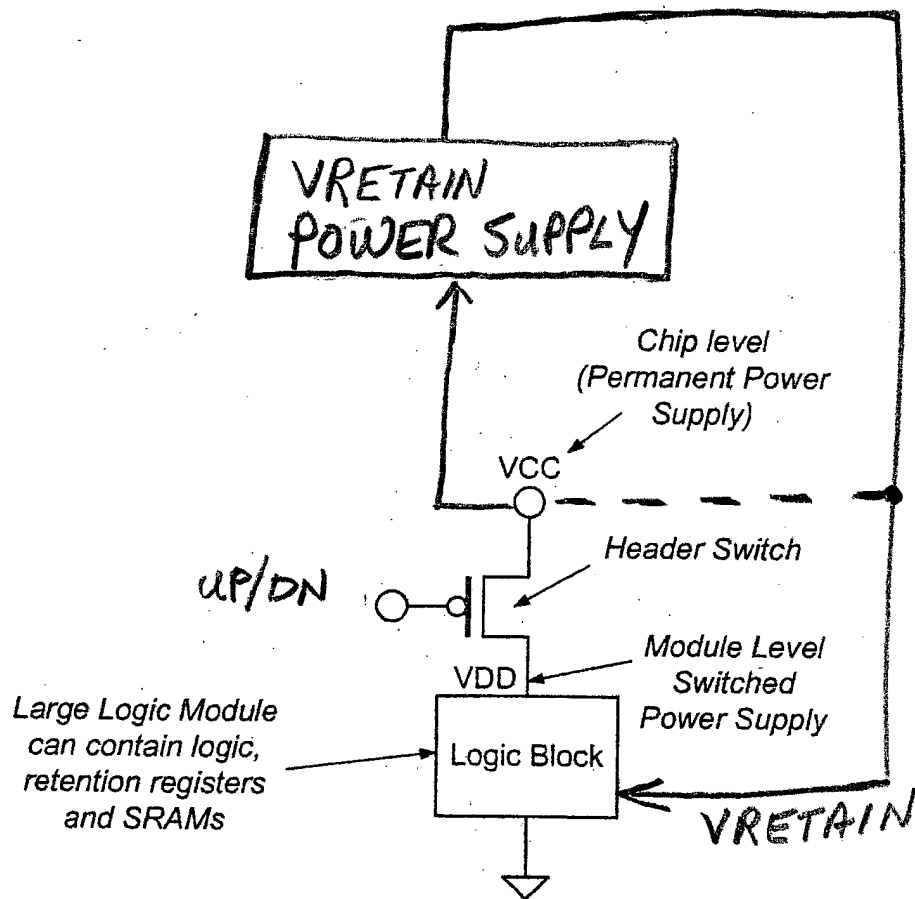 VRETAIN
POWER SUPPLY
Chip level
(Permanent Power
Supply)
VCC
Header Switch
UP/DN
VDD
Module Level
Switched
Power Supply
Large Logic Module
can contain logic,
retention registers
and SRAMs
Logic Block
VRETAIN